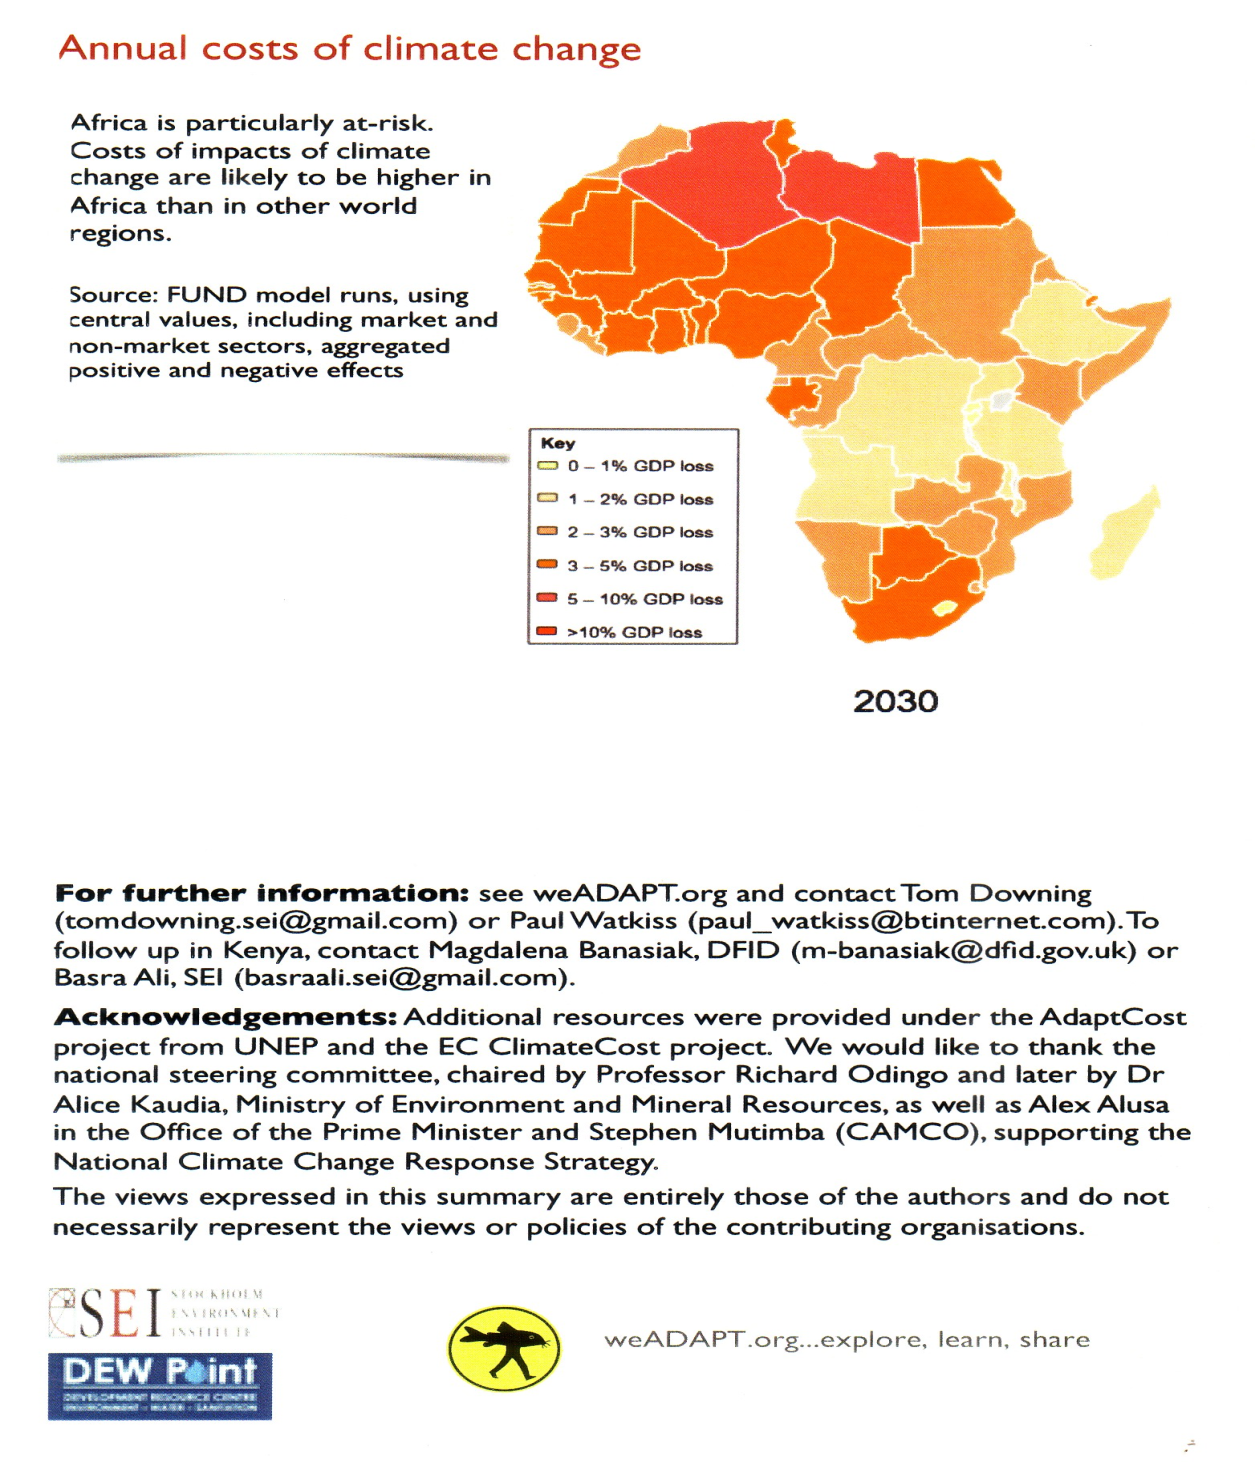 Annual costs of climate change
Africa is particularly at-risk.
Costs of impacts of climate
change are likely to be higher in
Africa than in other world
regions.
Source: FUND model runs, using
central values, including market and
non-market sectors, aggregated
positive and negative effects
Key
0 – 1% GDP loss
1 – 2% GDP loss
2 – 3% GDP loss
3 – 5% GDP loss
5 – 10% GDP loss
>10% GDP loss
2030
For further information: see weADAPT.org and contact Tom Downing
(tomdowning.sei@gmail.com) or Paul Watkiss (paul_watkiss@btinternet.com). To
follow up in Kenya, contact Magdalena Banasiak, DFID (m-banasiak@dfid.gov.uk) or
Basra Ali, SEI (basraali.sei@gmail.com).
Acknowledgements: Additional resources were provided under the AdaptCost
project from UNEP and the EC ClimateCost project. We would like to thank the
national steering committee, chaired by Professor Richard Odingo and later by Dr
Alice Kaudia, Ministry of Environment and Mineral Resources, as well as Alex Alusa
in the Office of the Prime Minister and Stephen Mutimba (CAMCO), supporting the
National Climate Change Response Strategy.
The views expressed in this summary are entirely those of the authors and do not
necessarily represent the views or policies of the contributing organisations.
SEI STOCKHOLM
ENVIRONMENT
INSTITUTE
DEW Point
DEVELOPMENT RESOURCE CENTRE
ENVIRONMENT - WATER - SANITATION
weADAPT.org...explore, learn, share